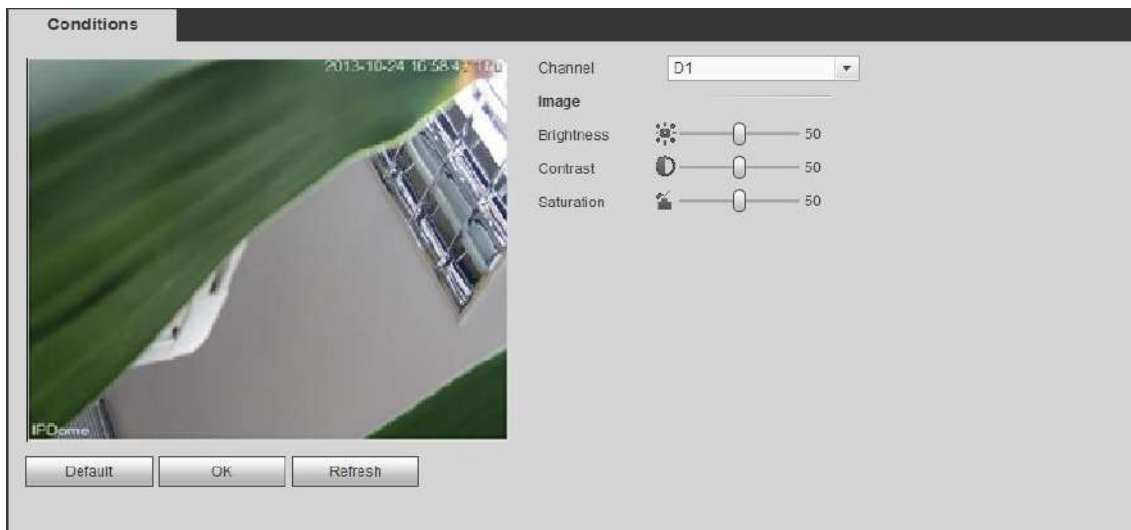 Conditions
2013-10-24 16:58:4
Channel D1
Image
Brightness 50
Contrast 50
Saturation 50
IPDome
Default OK Refresh